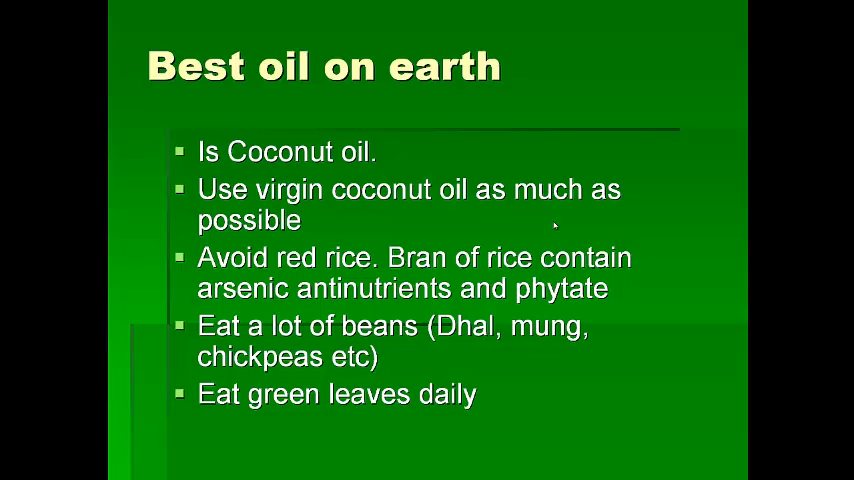 Best oil on earth
Is Coconut oil.
Use virgin coconut oil as much as
possible
Avoid red rice. Bran of rice contain
arsenic antinutrients and phytate
Eat a lot of beans (Dhal, mung,
chickpeas etc)
Eat green leaves daily